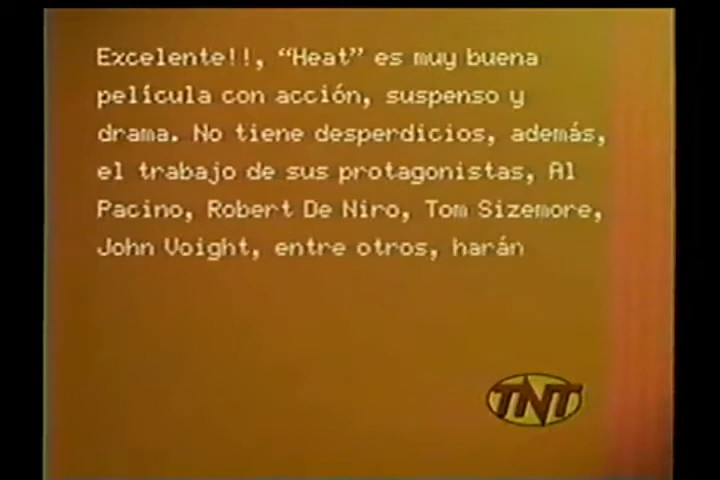 Excelente!!, “Heat” es muy buena
película con acción, suspenso y
drama. No tiene desperdicios, además,
el trabajo de sus protagonistas, Al
Pacino, Robert De Niro, Tom Sizemore,
John Voight, entre otros, harán
TNT